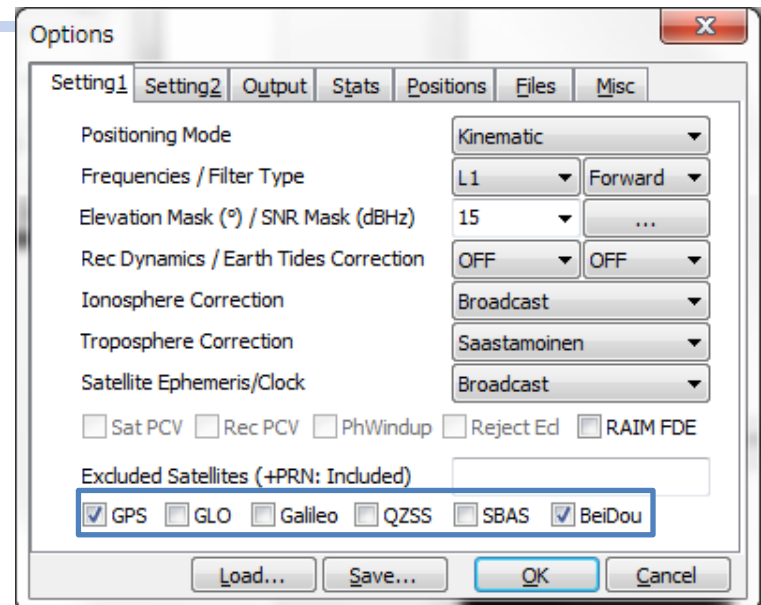 Options
Setting1 Setting2 Output Stats Positions Files Misc
Positioning Mode Kinematic
Frequencies / Filter Type L1 Forward
Elevation Mask (°) / SNR Mask (dBHz) 15 ...
Rec Dynamics / Earth Tides Correction OFF OFF
Ionosphere Correction Broadcast
Troposphere Correction Saastamoinen
Satellite Ephemeris/Clock Broadcast
Sat PCV Rec PCV PhWindup Reject Ecl RAIM FDE
Excluded Satellites (+PRN: Included)
GPS GLO Galileo QZSS SBAS BeiDou
Load... Save... OK Cancel